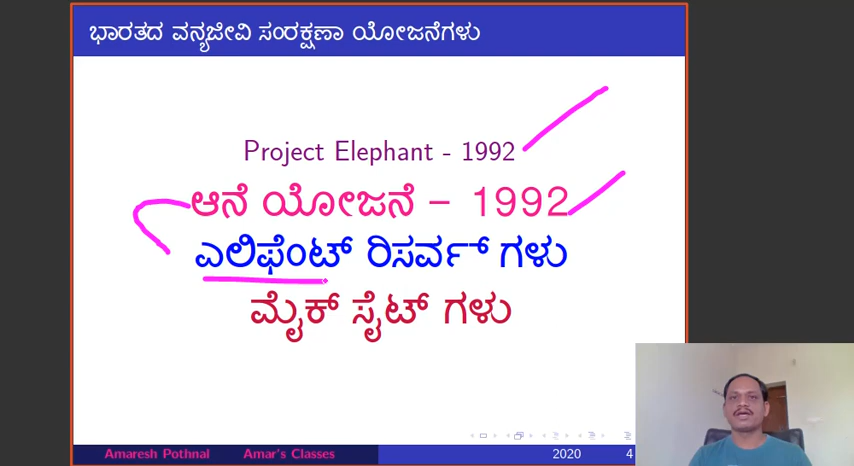 ಭಾರತದ ವನ್ಯಜೀವಿ ಸಂರಕ್ಷಣಾ ಯೋಜನೆಗಳು
Project Elephant - 1992
ಆನೆ ಯೋಜನೆ – 1992
ಎಲಿಫೆಂಟ್ ರಿಸರ್ವ್ ಗಳು
ಮೈಕ್ ಸೈಟ್ ಗಳು
Amaresh Pothnal Amar's Classes 2020 4